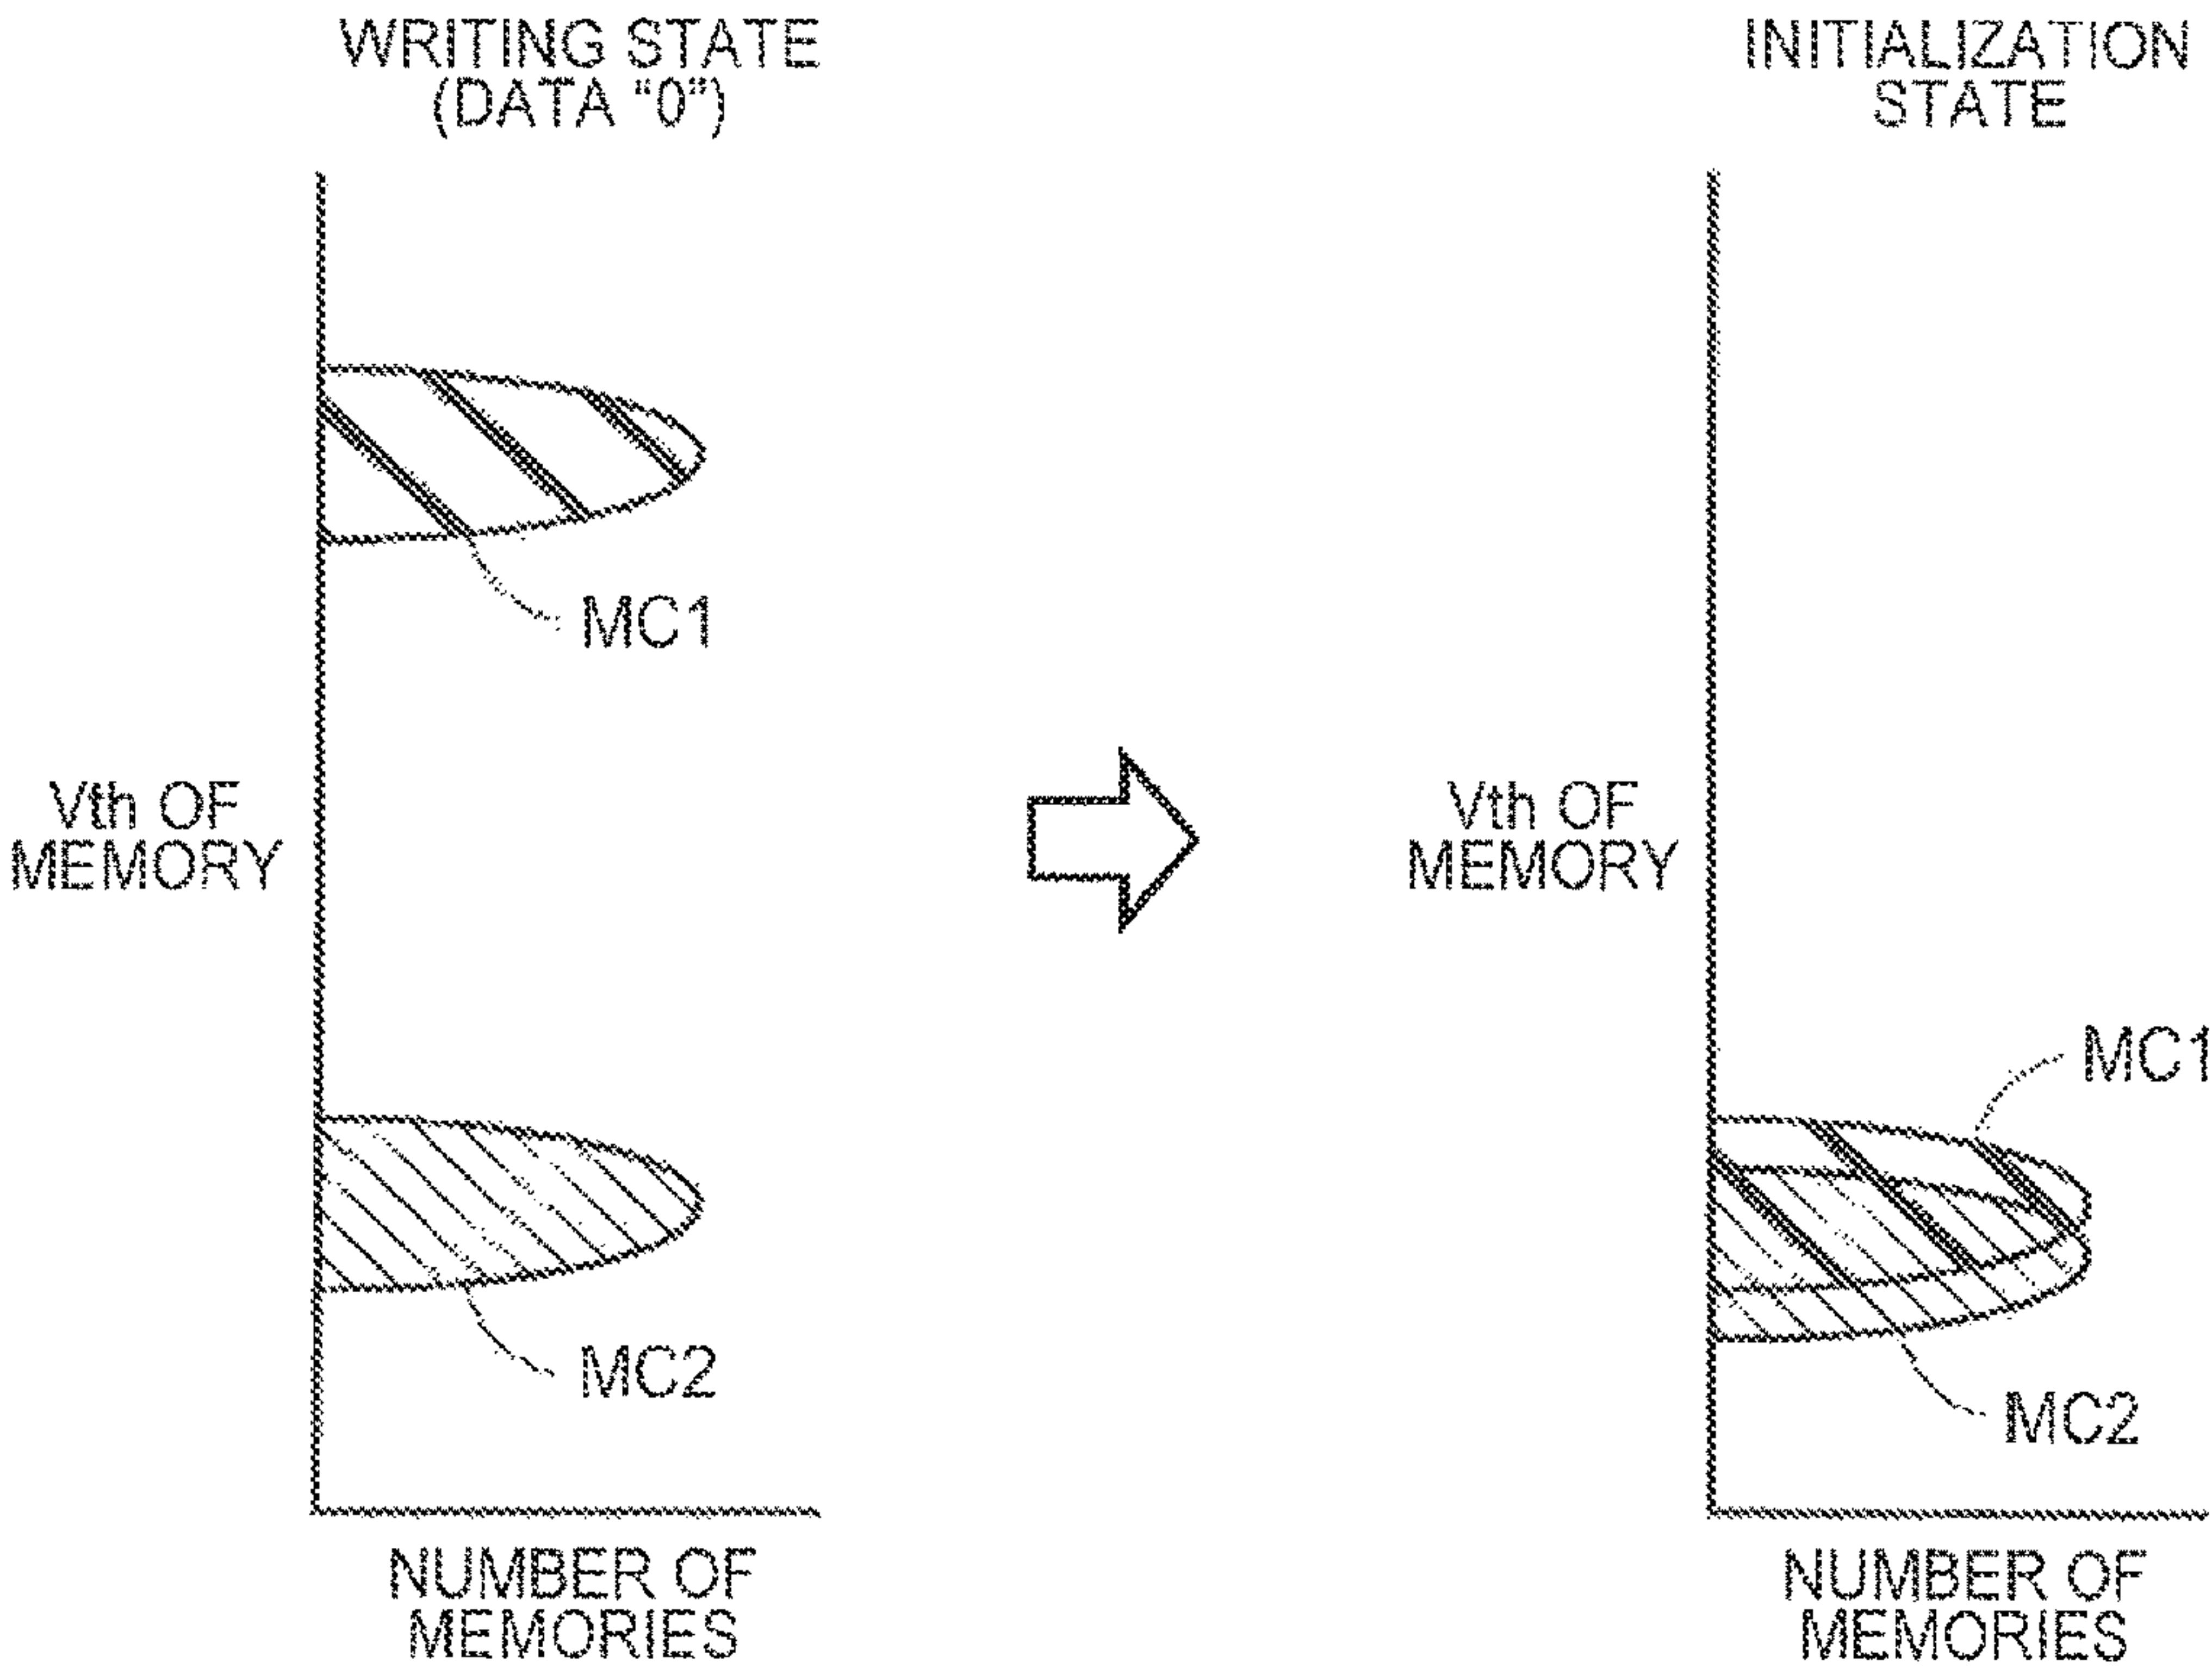 WRITING STATE
(DATA "0")
Vth OF
MEMORY
MC1
MC2
NUMBER OF
MEMORIES
INITIALIZATION
STATE
Vth OF
MEMORY
MC1
MC2
NUMBER OF
MEMORIES